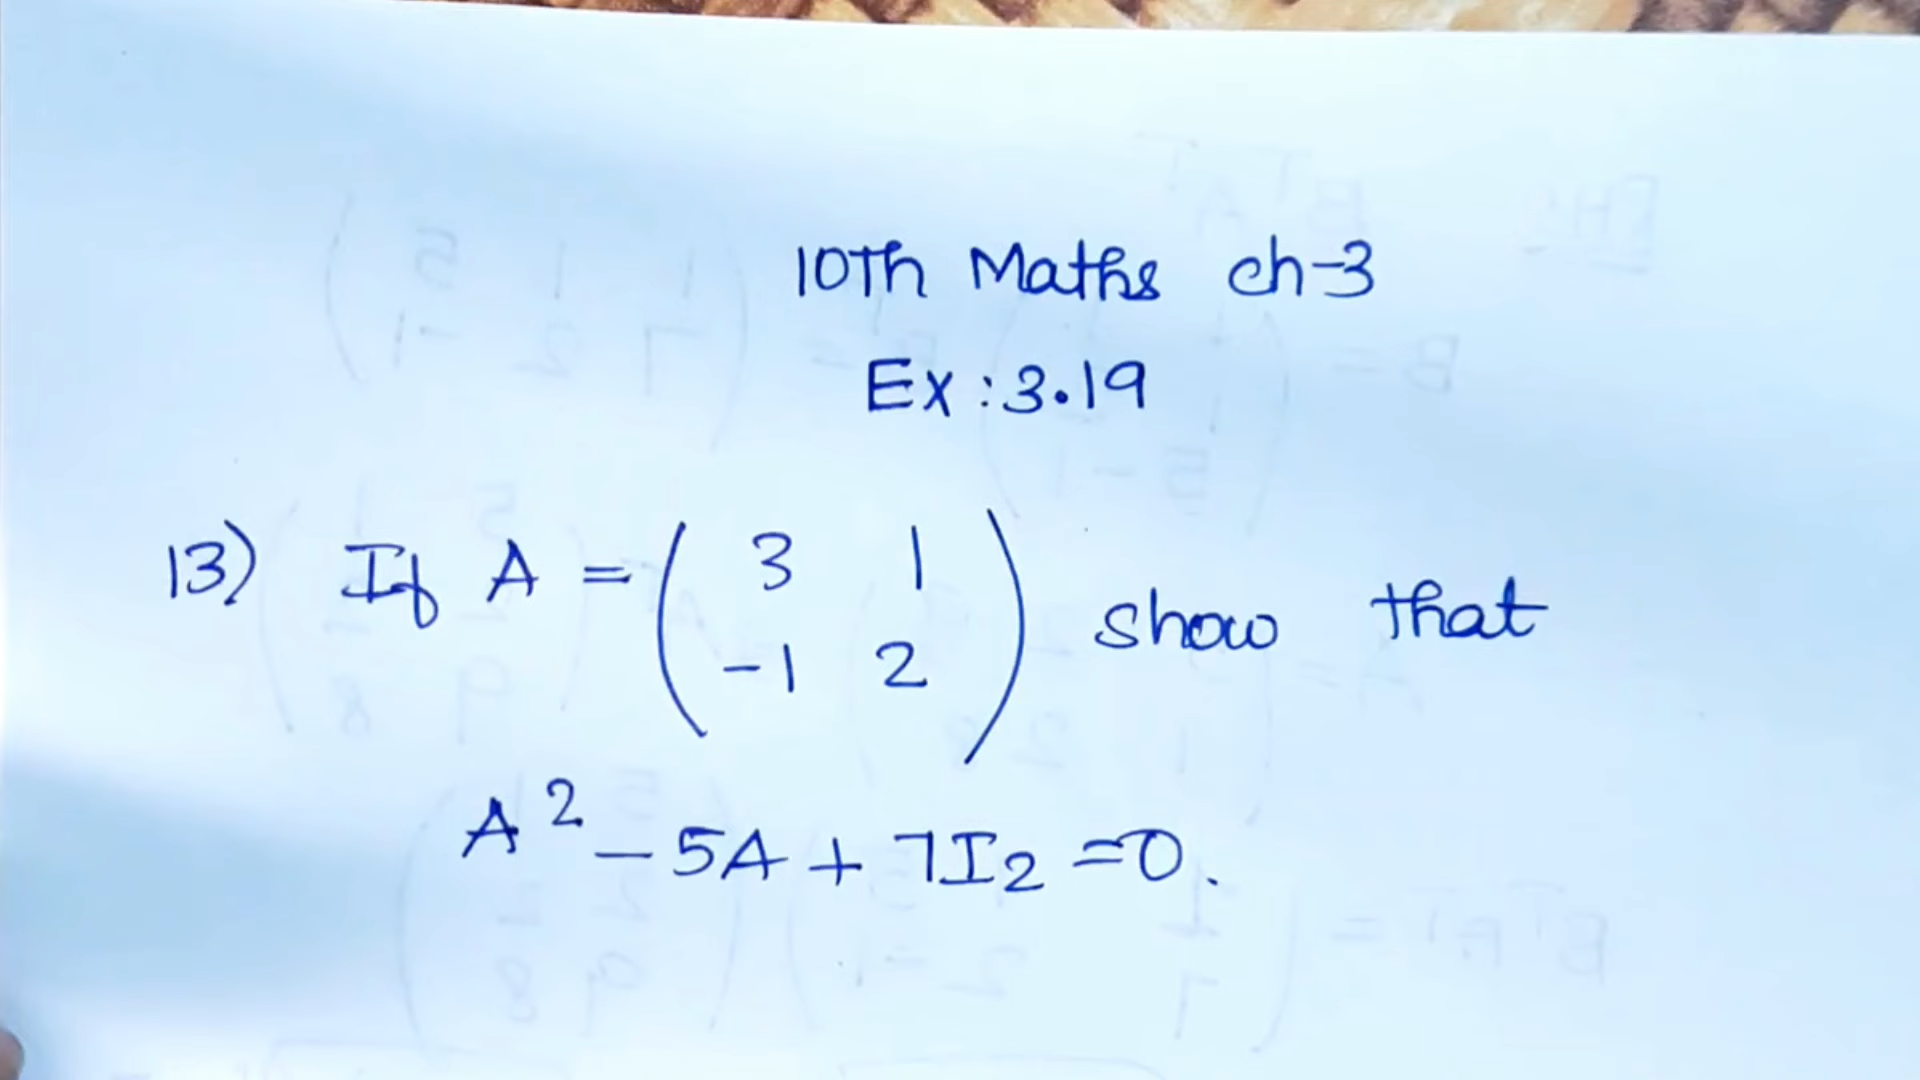 10Th Maths ch-3
Ex : 3.19
13) If A = ( 3 1 ) show that
-1 2
A² - 5A + 7I₂ = 0.